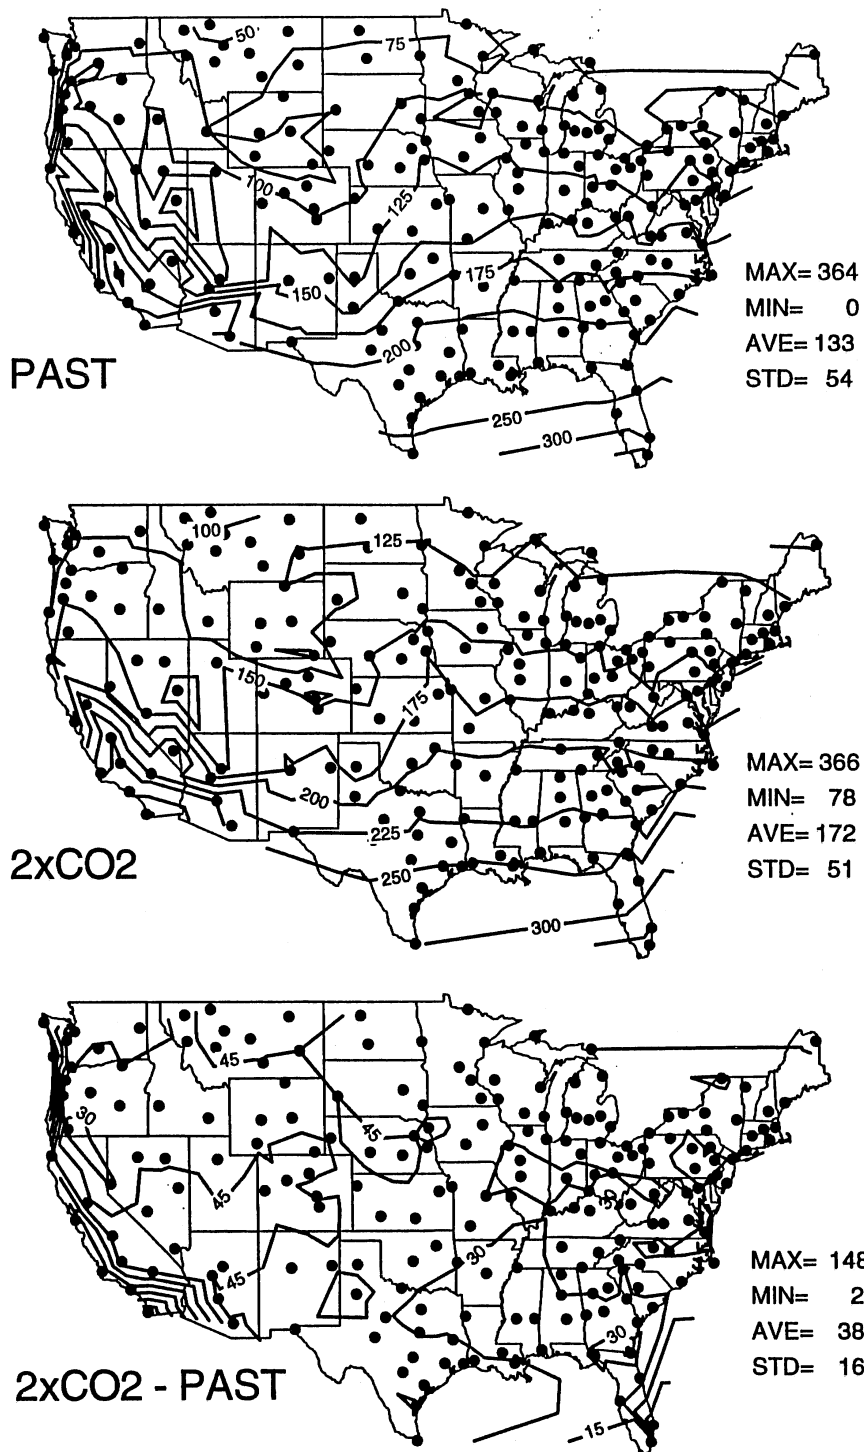 50
75
100
125
150
175
200
250
300
MAX= 364
MIN= 0
AVE= 133
STD= 54
PAST
100
125
150
175
200
225
250
300
MAX= 366
MIN= 78
AVE= 172
STD= 51
2xCO2
45
30
45
45
30
45
30
30
15
MAX= 148
MIN= 2
AVE= 38
STD= 16
2xCO2 - PAST